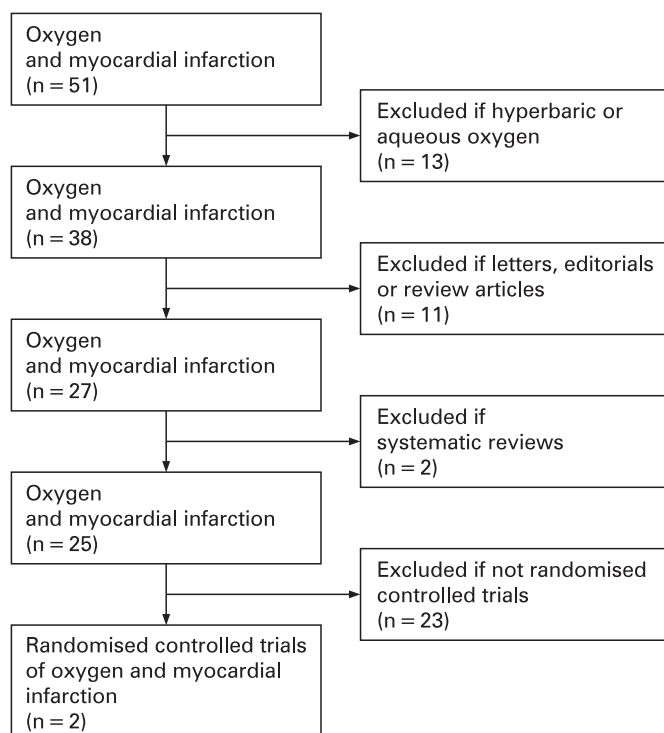 Oxygen
and myocardial infarction
(n = 51)
Excluded if hyperbaric or
aqueous oxygen
(n = 13)
Oxygen
and myocardial infarction
(n = 38)
Excluded if letters, editorials
or review articles
(n = 11)
Oxygen
and myocardial infarction
(n = 27)
Excluded if
systematic reviews
(n = 2)
Oxygen
and myocardial infarction
(n = 25)
Excluded if not randomised
controlled trials
(n = 23)
Randomised controlled trials
of oxygen and myocardial
infarction
(n = 2)